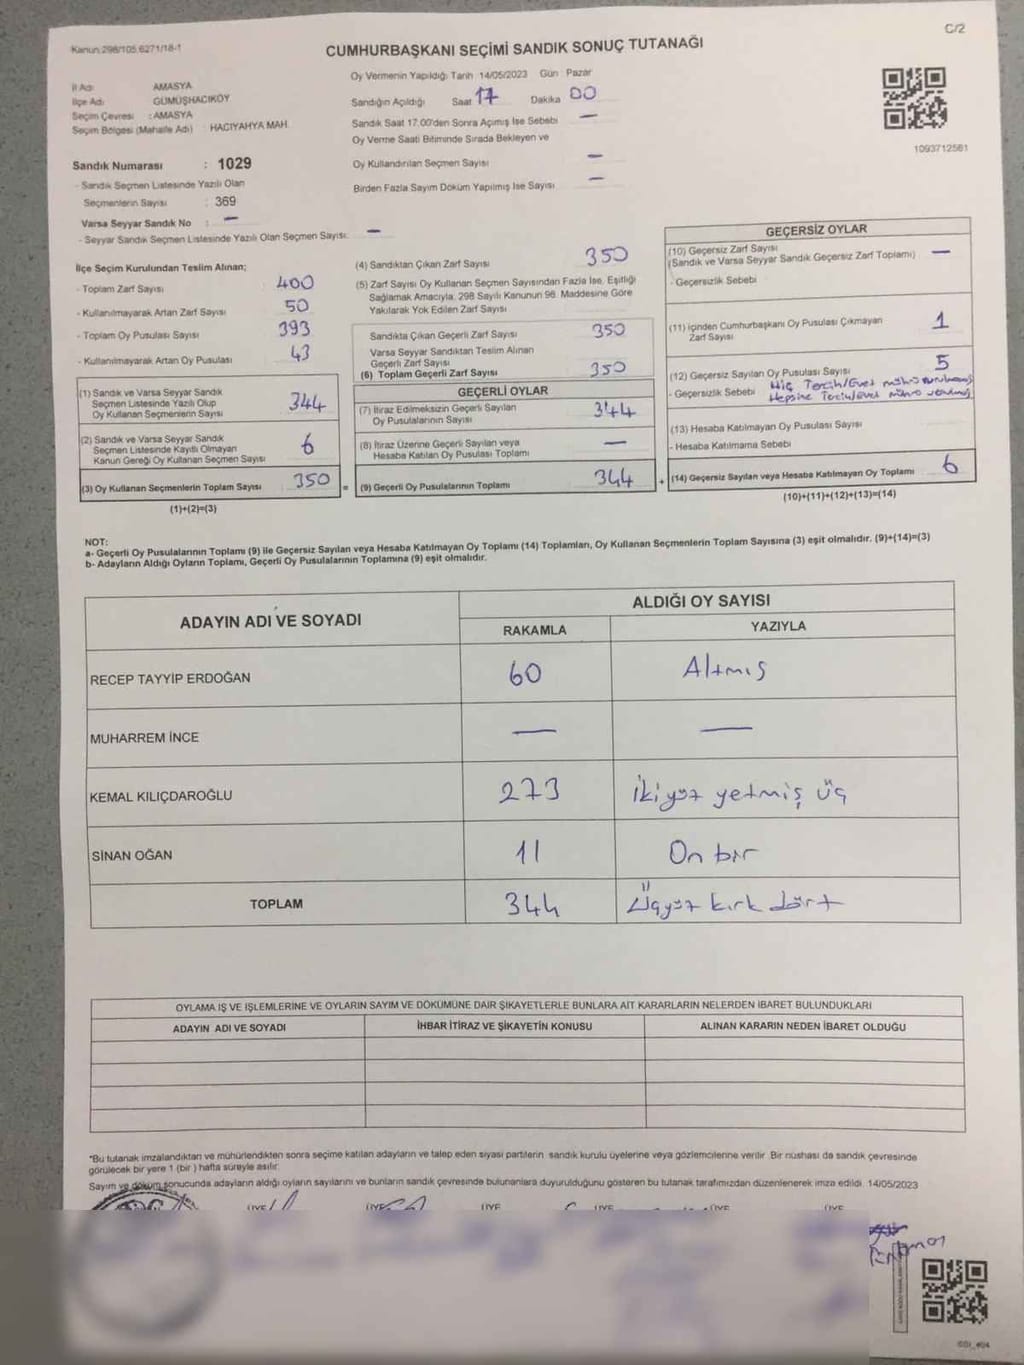 C/2
Kanun:298/105,6271/18-1
CUMHURBAŞKANI SEÇİMİ SANDIK SONUÇ TUTANAĞI
İl Adı : AMASYA
İlçe Adı : GÜMÜŞHACIKÖY
Seçim Çevresi : AMASYA
Seçim Bölgesi (Mahalle Adı) : HACIYAHYA MAH.
Sandık Numarası : 1029
- Sandık Seçmen Listesinde Yazılı Olan
Seçmenlerin Sayısı : 369
Varsa Seyyar Sandık No : —
- Seyyar Sandık Seçmen Listesinde Yazılı Olan Seçmen Sayısı: —
Oy Vermenin Yapıldığı Tarih 14/05/2023 Gün Pazar
Sandığın Açıldığı Saat 17 Dakika 00
Sandık Saat 17.00'den Sonra Açımış İse Sebebi —
Oy Verme Saati Bitiminde Sırada Bekleyen ve
Oy Kullandırılan Seçmen Sayısı —
Birden Fazla Sayım Döküm Yapılmış İse Sayısı —
1093712561
İlçe Seçim Kurulundan Teslim Alınan;
- Toplam Zarf Sayısı 400
- Kullanılmayarak Artan Zarf Sayısı 50
- Toplam Oy Pusulası Sayısı 393
- Kullanılmayarak Artan Oy Pusulası 43
(1) Sandık ve Varsa Seyyar Sandık
Seçmen Listesinde Yazılı Olup
Oy Kullanan Seçmenlerin Sayısı 344
(2) Sandık ve Varsa Seyyar Sandık
Seçmen Listesinde Kayıtlı Olmayan
Kanun Gereği Oy Kullanan Seçmen Sayısı 6
(3) Oy Kullanan Seçmenlerin Toplam Sayısı 350
(1)+(2)=(3)
(4) Sandıktan Çıkan Zarf Sayısı 350
(5) Zarf Sayısı Oy Kullanan Seçmen Sayısından Fazla İse, Eşitliği
Sağlamak Amacıyla, 298 Sayılı Kanunun 98. Maddesine Göre
Yakılarak Yok Edilen Zarf Sayısı
Sandıkta Çıkan Geçerli Zarf Sayısı 350
Varsa Seyyar Sandıktan Teslim Alınan
Geçerli Zarf Sayısı
(6) Toplam Geçerli Zarf Sayısı 350
GEÇERLİ OYLAR
(7) İtiraz Edilmeksizin Geçerli Sayılan
Oy Pusulalarının Sayısı 344
(8) İtiraz Üzerine Geçerli Sayılan veya
Hesaba Katılan Oy Pusulası Toplamı —
= (9) Geçerli Oy Pusulalarının Toplamı 344
GEÇERSİZ OYLAR
(10) Geçersiz Zarf Sayısı
(Sandık ve Varsa Seyyar Sandık Geçersiz Zarf Toplamı) —
- Geçersizlik Sebebi
(11) İçinden Cumhurbaşkanı Oy Pusulası Çıkmayan
Zarf Sayısı 1
(12) Geçersiz Sayılan Oy Pusulası Sayısı 5
- Geçersizlik Sebebi Hiç Tercih/Evet mührü vurulmamış
Hepsine Tercih/Evet mührü
(13) Hesaba Katılmayan Oy Pusulası Sayısı
- Hesaba Katılmama Sebebi
+ (14) Geçersiz Sayılan veya Hesaba Katılmayan Oy Toplamı 6
(10)+(11)+(12)+(13)=(14)
NOT:
a- Geçerli Oy Pusulalarının Toplamı (9) ile Geçersiz Sayılan veya Hesaba Katılmayan Oy Toplamı (14) Toplamları, Oy Kullanan Seçmenlerin Toplam Sayısına (3) eşit olmalıdır. (9)+(14)=(3)
b- Adayların Aldığı Oyların Toplamı, Geçerli Oy Pusulalarının Toplamına (9) eşit olmalıdır.
ADAYIN ADI VE SOYADI
ALDIĞI OY SAYISI
RAKAMLA YAZIYLA
RECEP TAYYİP ERDOĞAN 60 Altmış
MUHARREM İNCE — —
KEMAL KILIÇDAROĞLU 273 İkiyüz yetmiş üç
SİNAN OĞAN 11 On bir
TOPLAM 344 Üçyüz kırk dört
OYLAMA İŞ VE İŞLEMLERİNE VE OYLARIN SAYIM VE DÖKÜMÜNE DAİR ŞİKAYETLERLE BUNLARA AİT KARARLARIN NELERDEN İBARET BULUNDUKLARI
ADAYIN ADI VE SOYADI İHBAR İTİRAZ VE ŞİKAYETİN KONUSU ALINAN KARARIN NEDEN İBARET OLDUĞU
*Bu tutanak imzalandıktan ve mühürlendikten sonra seçime katılan adayların ve talep eden siyasi partilerin sandık kurulu üyelerine veya gözlemcilerine verilir. Bir nüshası da sandık çevresinde
görülecek bir yere 1 (bir ) hafta süreyle asılır.
Sayım ve döküm sonucunda adayların aldığı oyların sayılarını ve bunların sandık çevresinde bulunanlara duyurulduğunu gösteren bu tutanak tarafımızdan düzenlenerek imza edildi. 14/05/2023
ÜYE ÜYE ÜYE ÜYE ÜYE ÜYE